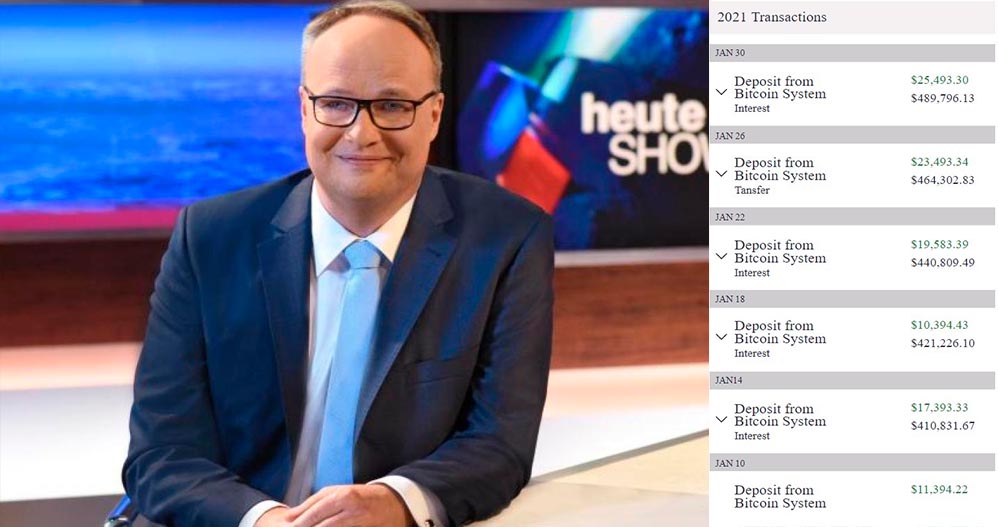 heute
SHOW
2021 Transactions
JAN 30
Deposit from
Bitcoin System
Interest
$25,493.30
$489,796.13
JAN 26
Deposit from
Bitcoin System
Tansfer
$23,493.34
$464,302.83
JAN 22
Deposit from
Bitcoin System
Interest
$19,583.39
$440,809.49
JAN 18
Deposit from
Bitcoin System
Interest
$10,394.43
$421,226.10
JAN14
Deposit from
Bitcoin System
Interest
$17,393.33
$410,831.67
JAN 10
Deposit from
Bitcoin System
$11,394.22